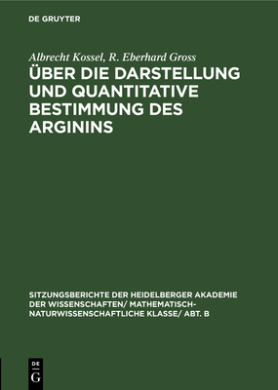 DE GRUYTER
Albrecht Kossel, R. Eberhard Gross
ÜBER DIE DARSTELLUNG
UND QUANTITATIVE
BESTIMMUNG DES
ARGININS
SITZUNGSBERICHTE DER HEIDELBERGER AKADEMIE
DER WISSENSCHAFTEN/ MATHEMATISCH-
NATURWISSENSCHAFTLICHE KLASSE/ ABT. B
DE
G